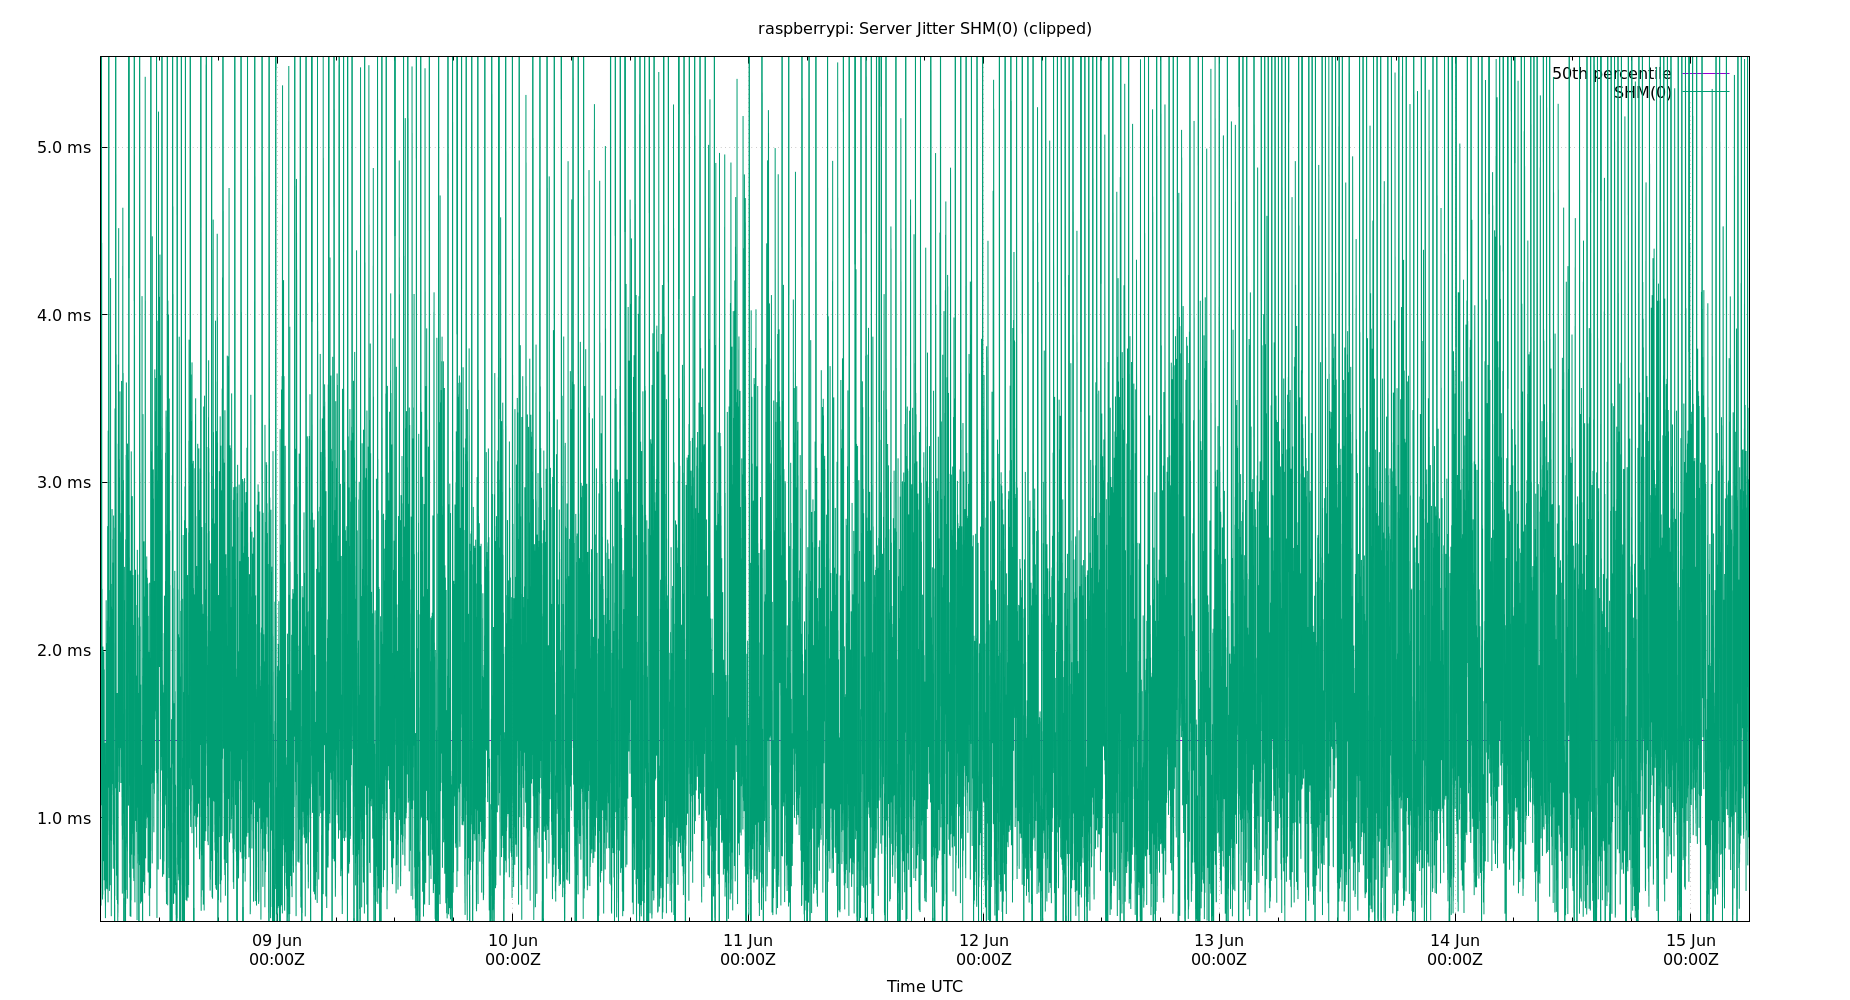 raspberrypi: Server Jitter SHM(0) (clipped)
50th percentile
SHM(0)
5.0 ms
4.0 ms
3.0 ms
2.0 ms
1.0 ms
09 Jun 10 Jun 11 Jun 12 Jun 13 Jun 14 Jun 15 Jun
00:00Z 00:00Z 00:00Z 00:00Z 00:00Z 00:00Z 00:00Z
Time UTC